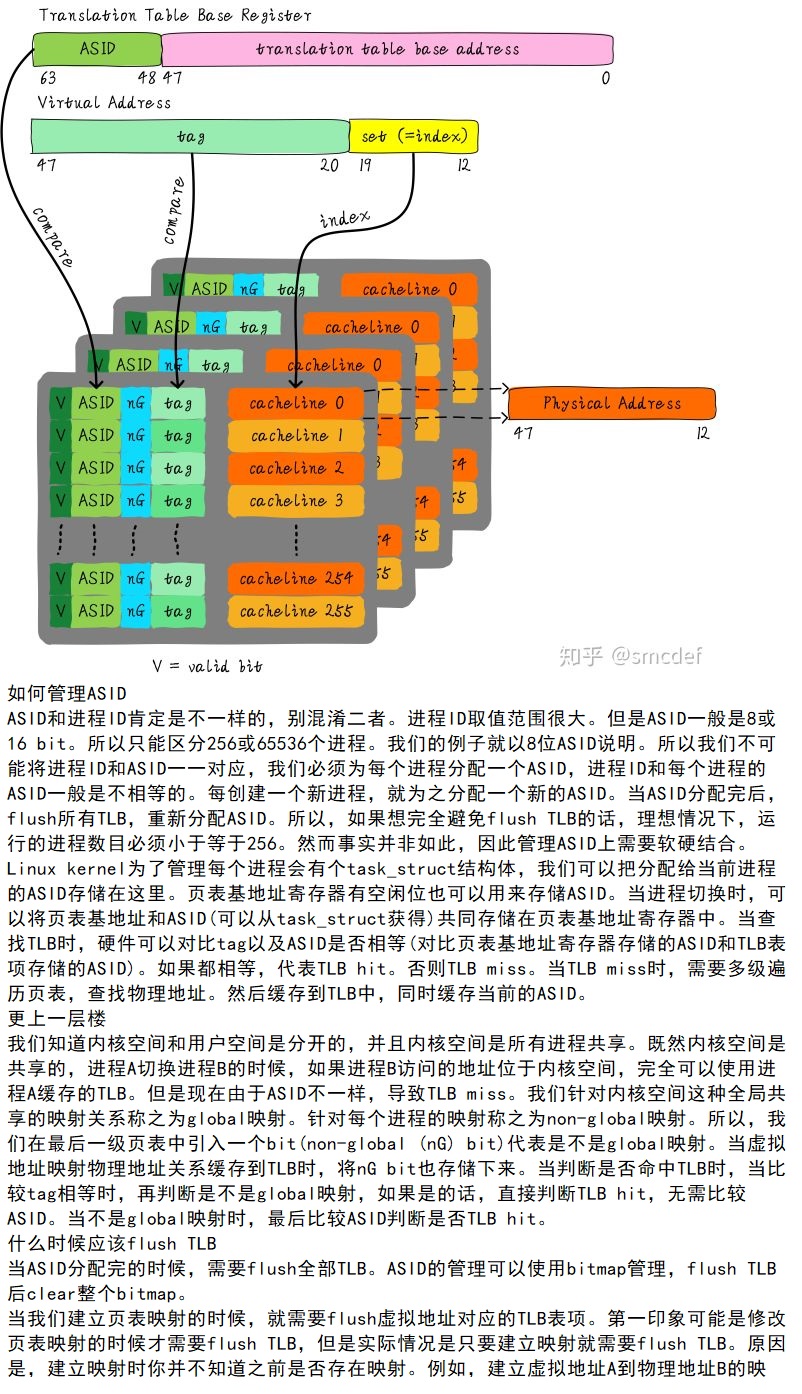 Translation Table Base Register
ASID translation table base address
63 48 47 0
Virtual Address
tag set (=index)
47 20 19 12
compare compare index
V ASID nG tag cacheline 0
V ASID nG tag cacheline 0 1
V ASID nG tag cacheline 0 1 2
V ASID nG tag cacheline 0 1 2 3 Physical Address
V ASID nG tag cacheline 1 2 3 47 12
V ASID nG tag cacheline 2 3 54
V ASID nG tag cacheline 3 54 55
54 55
V ASID nG tag cacheline 254 55
V ASID nG tag cacheline 255
V = valid bit
知乎 @smcdef
如何管理ASID
ASID和进程ID肯定是不一样的，别混淆二者。进程ID取值范围很大。但是ASID一般是8或
16 bit。所以只能区分256或65536个进程。我们的例子就以8位ASID说明。所以我们不可
能将进程ID和ASID一一对应，我们必须为每个进程分配一个ASID，进程ID和每个进程的
ASID一般是不相等的。每创建一个新进程，就为之分配一个新的ASID。当ASID分配完后，
flush所有TLB，重新分配ASID。所以，如果想完全避免flush TLB的话，理想情况下，运
行的进程数目必须小于等于256。然而事实并非如此，因此管理ASID上需要软硬结合。
Linux kernel为了管理每个进程会有个task_struct结构体，我们可以把分配给当前进程
的ASID存储在这里。页表基地址寄存器有空闲位也可以用来存储ASID。当进程切换时，可
以将页表基地址和ASID(可以从task_struct获得)共同存储在页表基地址寄存器中。当查
找TLB时，硬件可以对比tag以及ASID是否相等(对比页表基地址寄存器存储的ASID和TLB表
项存储的ASID)。如果都相等，代表TLB hit。否则TLB miss。当TLB miss时，需要多级遍
历页表，查找物理地址。然后缓存到TLB中，同时缓存当前的ASID。
更上一层楼
我们知道内核空间和用户空间是分开的，并且内核空间是所有进程共享。既然内核空间是
共享的，进程A切换进程B的时候，如果进程B访问的地址位于内核空间，完全可以使用进
程A缓存的TLB。但是现在由于ASID不一样，导致TLB miss。我们针对内核空间这种全局共
享的映射关系称之为global映射。针对每个进程的映射称之为non-global映射。所以，我
们在最后一级页表中引入一个bit(non-global (nG) bit)代表是不是global映射。当虚拟
地址映射物理地址关系缓存到TLB时，将nG bit也存储下来。当判断是否命中TLB时，当比
较tag相等时，再判断是不是global映射，如果是的话，直接判断TLB hit，无需比较
ASID。当不是global映射时，最后比较ASID判断是否TLB hit。
什么时候应该flush TLB
当ASID分配完的时候，需要flush全部TLB。ASID的管理可以使用bitmap管理，flush TLB
后clear整个bitmap。
当我们建立页表映射的时候，就需要flush虚拟地址对应的TLB表项。第一印象可能是修改
页表映射的时候才需要flush TLB，但是实际情况是只要建立映射就需要flush TLB。原因
是，建立映射时你并不知道之前是否存在映射。例如，建立虚拟地址A到物理地址B的映